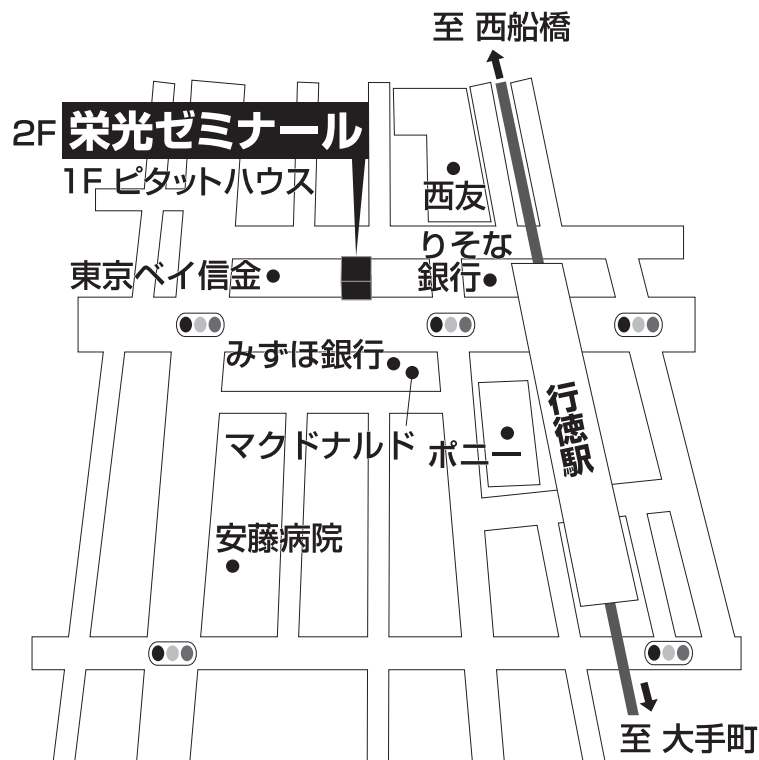 至 西船橋
2F 栄光ゼミナール
1F ピタットハウス
西友
りそな
銀行
東京ベイ信金
みずほ銀行
マクドナルド
ポニー
行徳駅
安藤病院
至 大手町